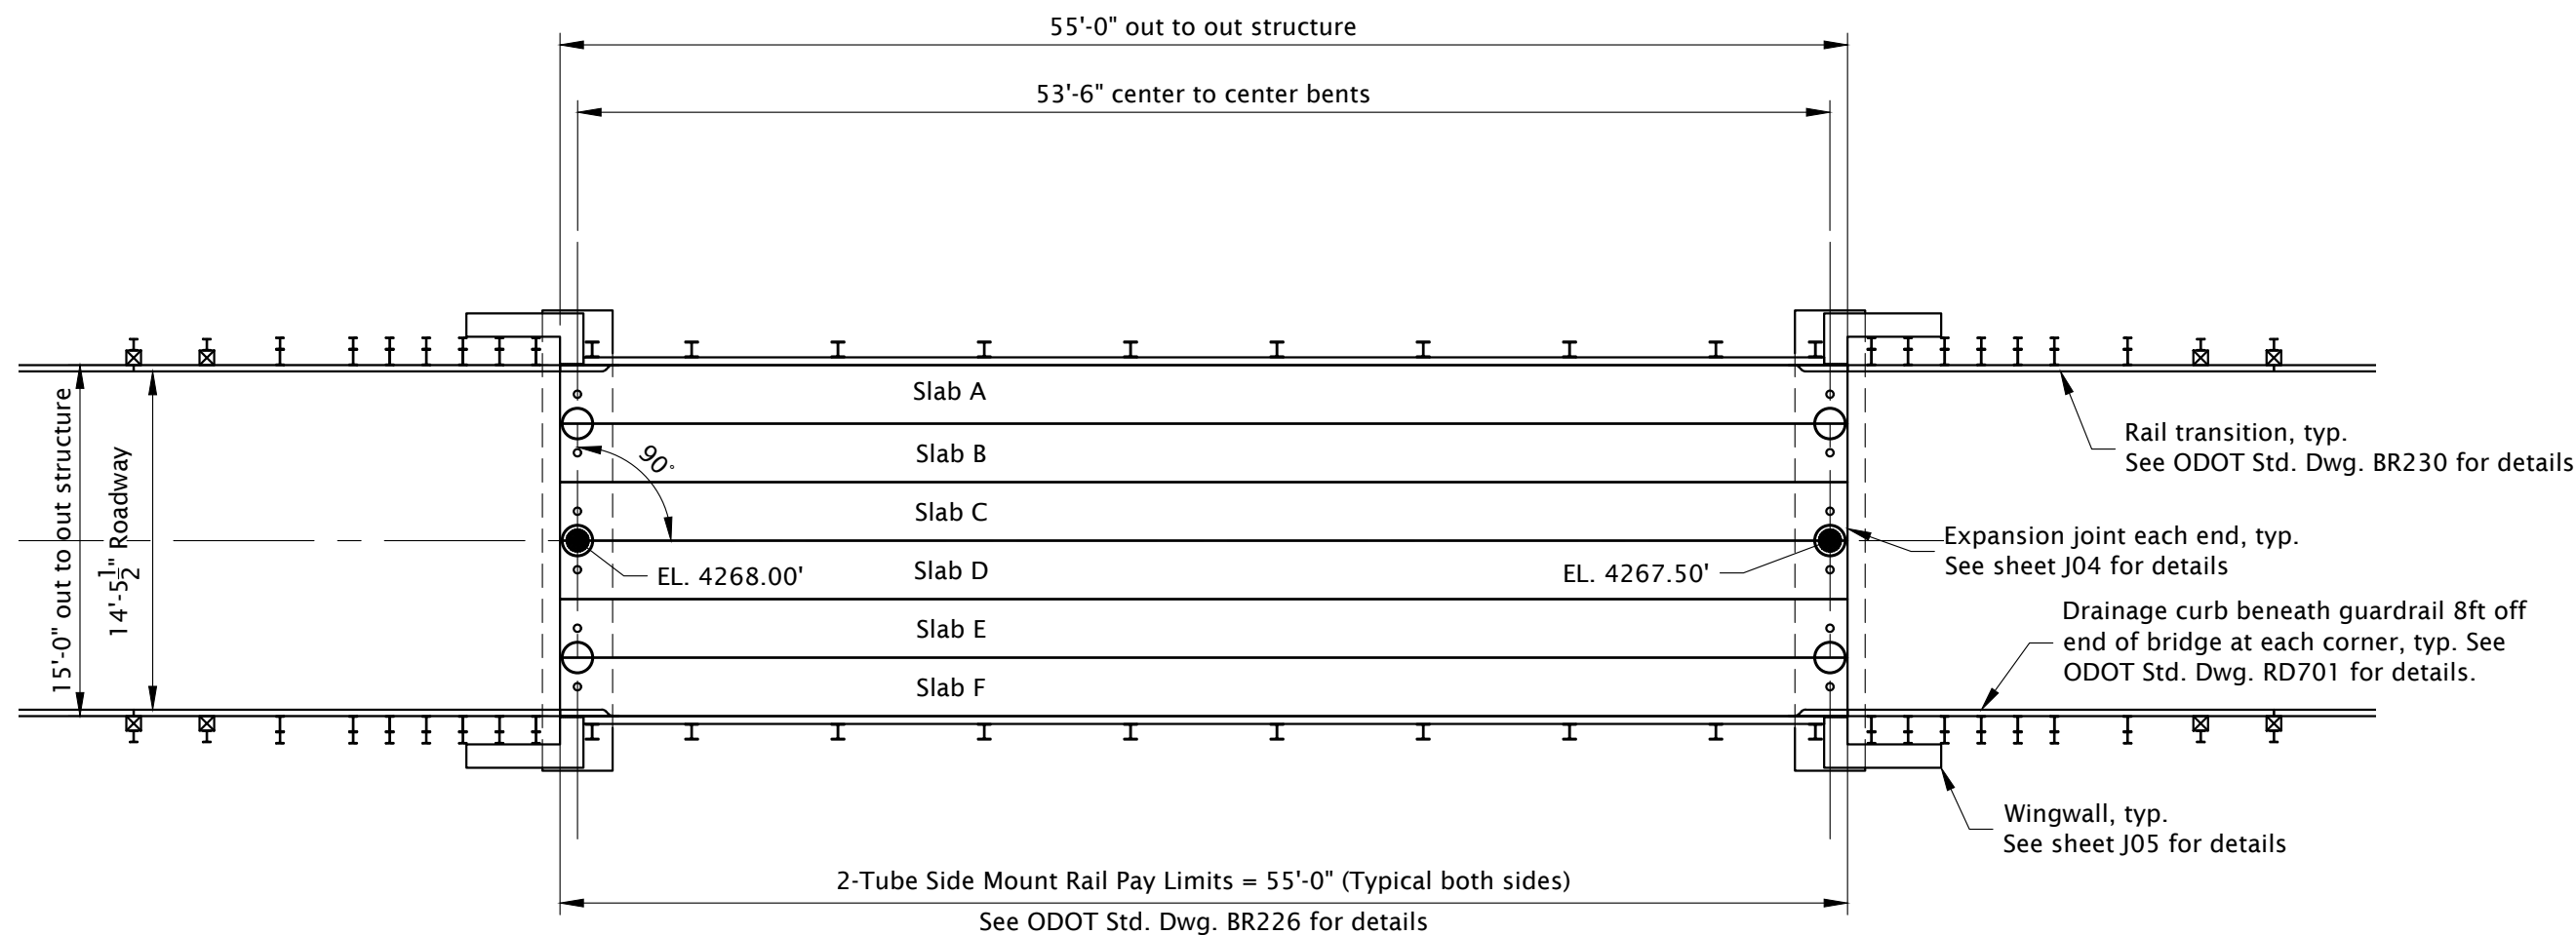 55'-0" out to out structure
53'-6" center to center bents
15'-0" out to out structure
14'-5 1/2" Roadway
Slab A
Slab B
90°
Slab C
Slab D
Slab E
Slab F
EL. 4268.00'
EL. 4267.50'
Rail transition, typ.
See ODOT Std. Dwg. BR230 for details
Expansion joint each end, typ.
See sheet J04 for details
Drainage curb beneath guardrail 8ft off
end of bridge at each corner, typ. See
ODOT Std. Dwg. RD701 for details.
Wingwall, typ.
See sheet J05 for details
2-Tube Side Mount Rail Pay Limits = 55'-0" (Typical both sides)
See ODOT Std. Dwg. BR226 for details